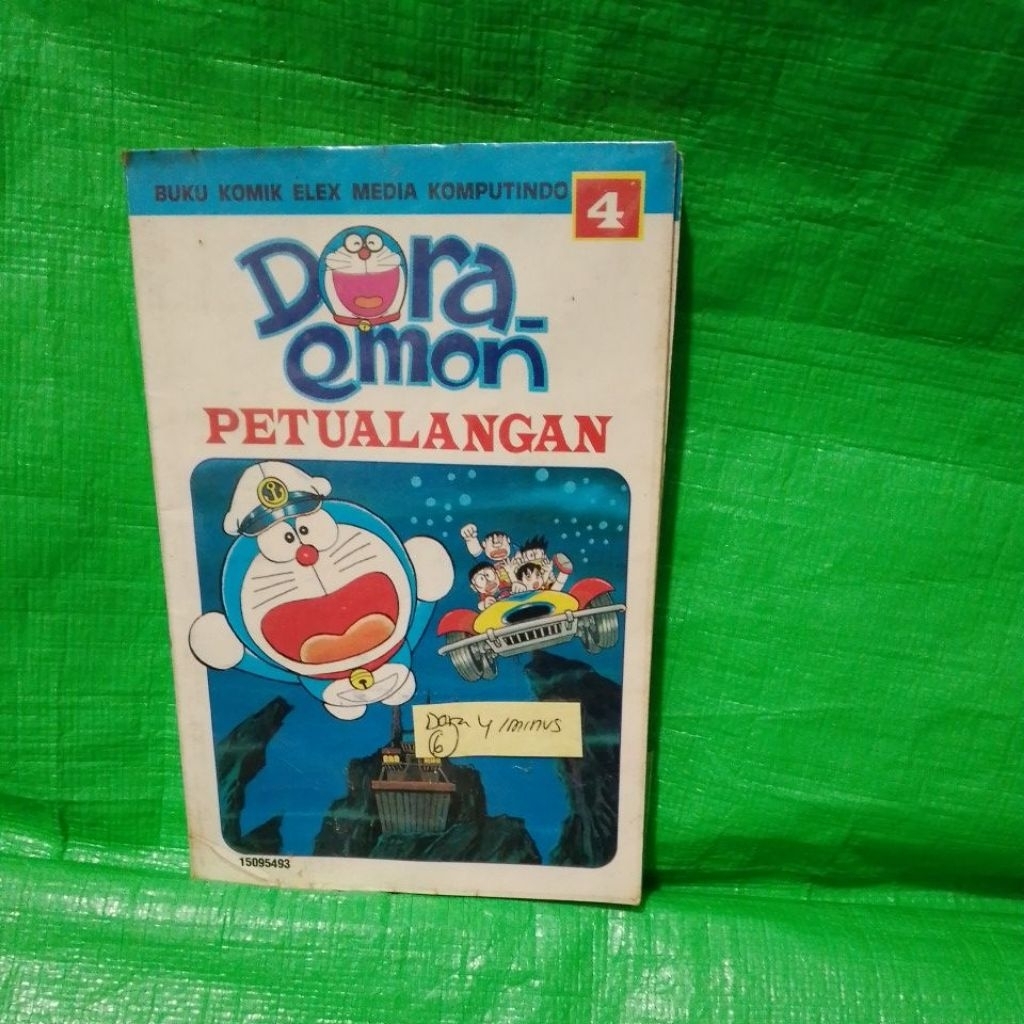 BUKU KOMIK ELEX MEDIA KOMPUTINDO
4
Dora
emon
PETUALANGAN
Dora 4 /minus
6
15095493